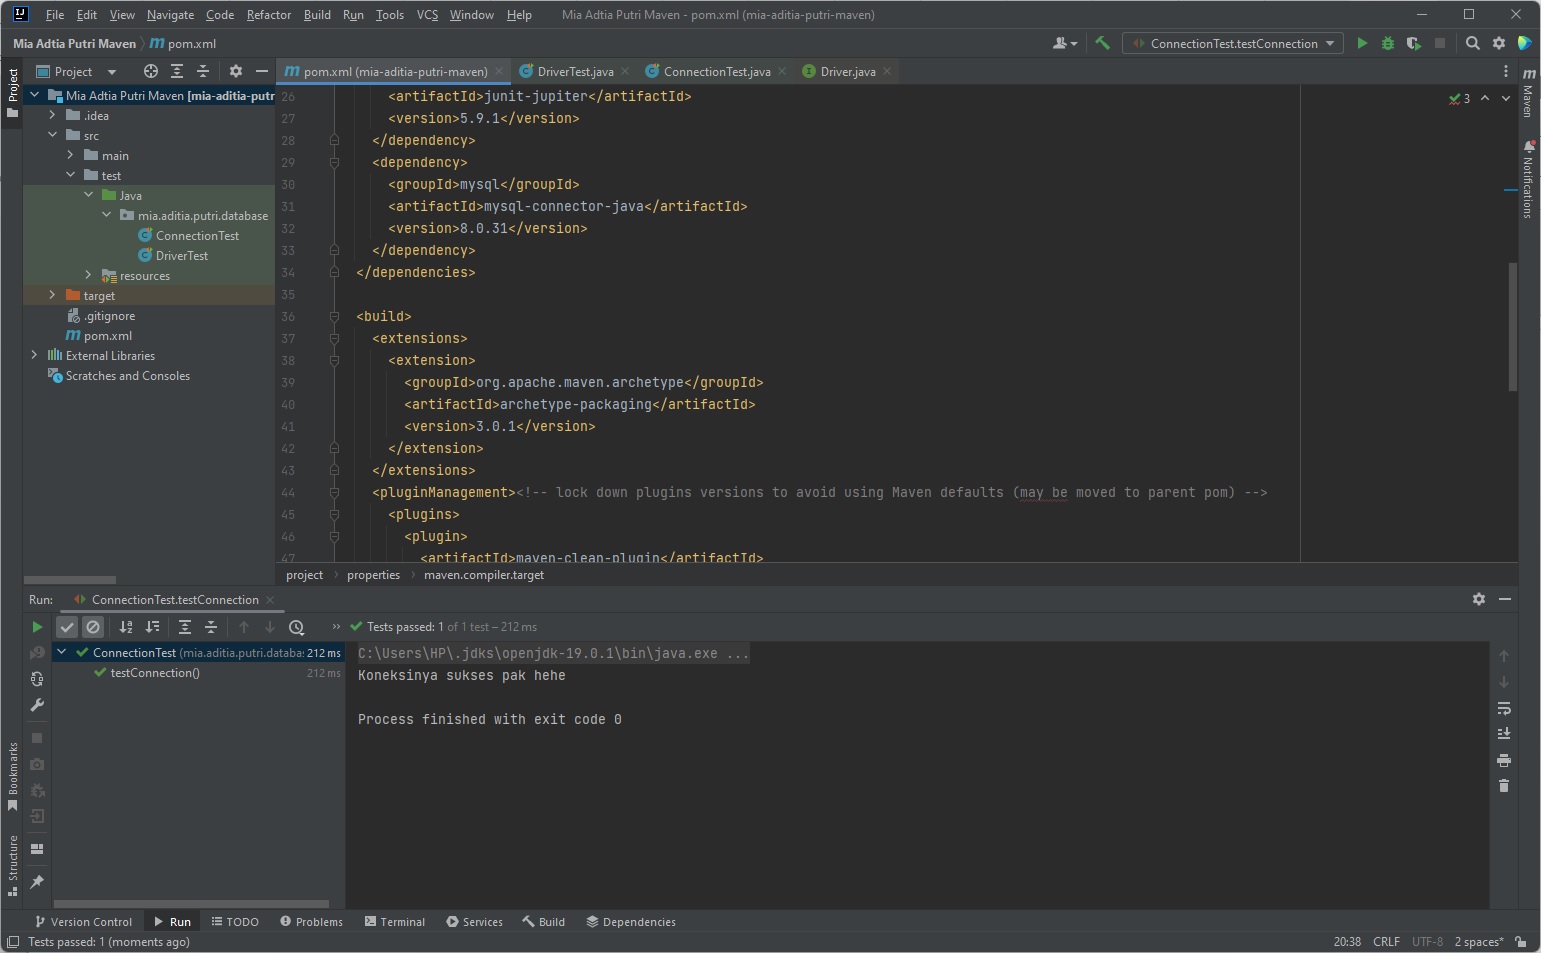 File Edit View Navigate Code Refactor Build Run Tools VCS Window Help Mia Adtia Putri Maven - pom.xml (mia-aditia-putri-maven)
Mia Adtia Putri Maven pom.xml ConnectionTest.testConnection
Project pom.xml (mia-aditia-putri-maven) DriverTest.java ConnectionTest.java Driver.java
Project
Mia Adtia Putri Maven [mia-aditia-putr
.idea
src
main
test
Java
mia.aditia.putri.database
ConnectionTest
DriverTest
resources
target
.gitignore
pom.xml
External Libraries
Scratches and Consoles
26 <artifactId>junit-jupiter</artifactId>
27 <version>5.9.1</version>
28 </dependency>
29 <dependency>
30 <groupId>mysql</groupId>
31 <artifactId>mysql-connector-java</artifactId>
32 <version>8.0.31</version>
33 </dependency>
34 </dependencies>
35
36 <build>
37 <extensions>
38 <extension>
39 <groupId>org.apache.maven.archetype</groupId>
40 <artifactId>archetype-packaging</artifactId>
41 <version>3.0.1</version>
42 </extension>
43 </extensions>
44 <pluginManagement><!-- lock down plugins versions to avoid using Maven defaults (may be moved to parent pom) -->
45 <plugins>
46 <plugin>
47 <artifactId>maven-clean-plugin</artifactId>
3
Maven
Notifications
project properties maven.compiler.target
Run: ConnectionTest.testConnection
Tests passed: 1 of 1 test – 212 ms
ConnectionTest (mia.aditia.putri.databa: 212 ms
testConnection() 212 ms
C:\Users\HP\.jdks\openjdk-19.0.1\bin\java.exe ...
Koneksinya sukses pak hehe
Process finished with exit code 0
Bookmarks
Structure
Version Control Run TODO Problems Terminal Services Build Dependencies
Tests passed: 1 (moments ago) 20:38 CRLF UTF-8 2 spaces*